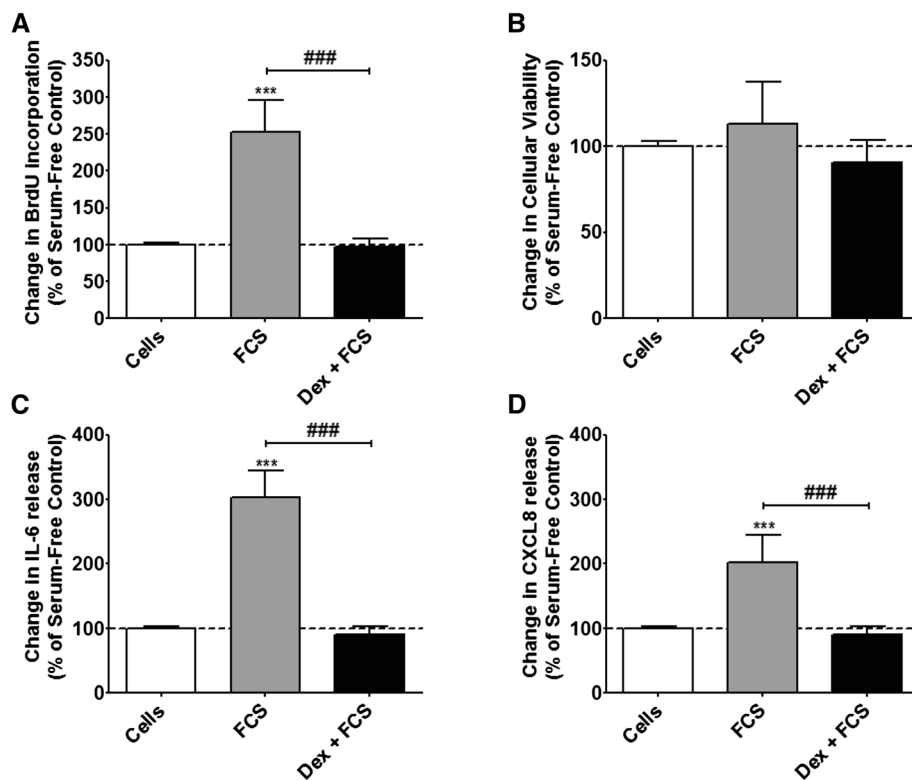 A
Change in BrdU Incorporation
(% of Serum-Free Control)
350
300
250
200
150
100
50
0
***
###
Cells
FCS
Dex + FCS
B
Change in Cellular Viability
(% of Serum-Free Control)
150
100
50
0
Cells
FCS
Dex + FCS
C
Change in IL-6 release
(% of Serum-Free Control)
400
300
200
100
0
***
###
Cells
FCS
Dex + FCS
D
Change in CXCL8 release
(% of Serum-Free Control)
400
300
200
100
0
***
###
Cells
FCS
Dex + FCS